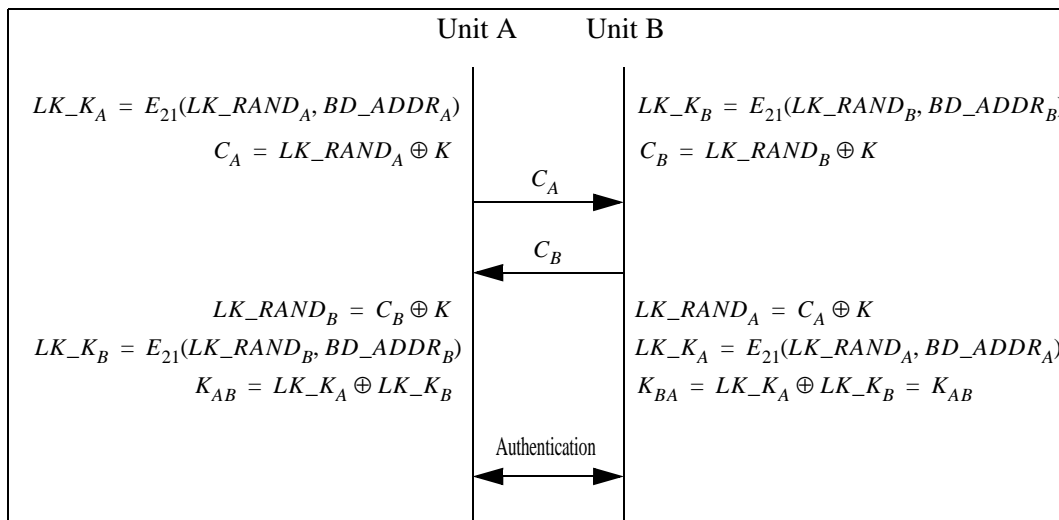 Unit A Unit B
LK_K_A = E_21(LK_RAND_A, BD_ADDR_A) LK_K_B = E_21(LK_RAND_B, BD_ADDR_B)
C_A = LK_RAND_A ⊕ K C_B = LK_RAND_B ⊕ K
C_A
C_B
LK_RAND_B = C_B ⊕ K LK_RAND_A = C_A ⊕ K
LK_K_B = E_21(LK_RAND_B, BD_ADDR_B) LK_K_A = E_21(LK_RAND_A, BD_ADDR_A)
K_AB = LK_K_A ⊕ LK_K_B K_BA = LK_K_A ⊕ LK_K_B = K_AB
Authentication